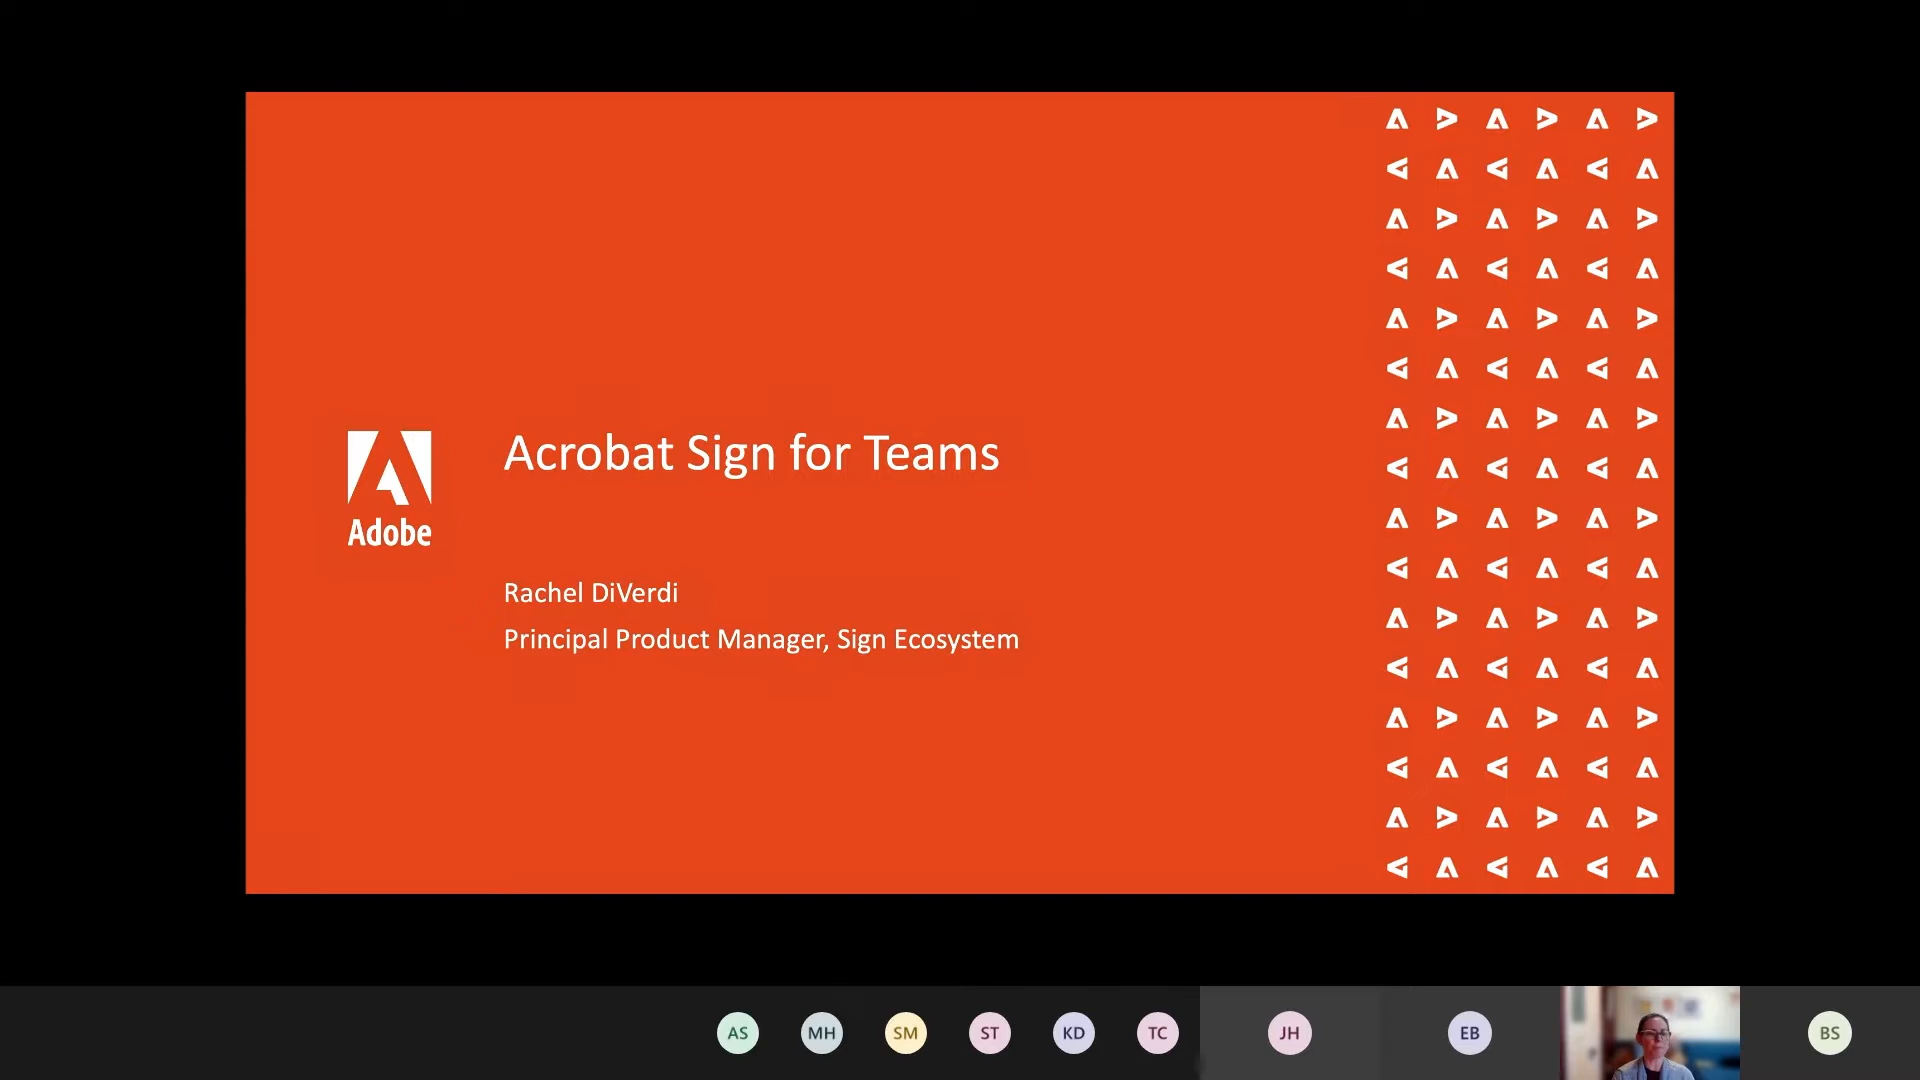 Acrobat Sign for Teams
Adobe
Rachel DiVerdi
Principal Product Manager, Sign Ecosystem
AS MH SM ST KD TC JH EB BS